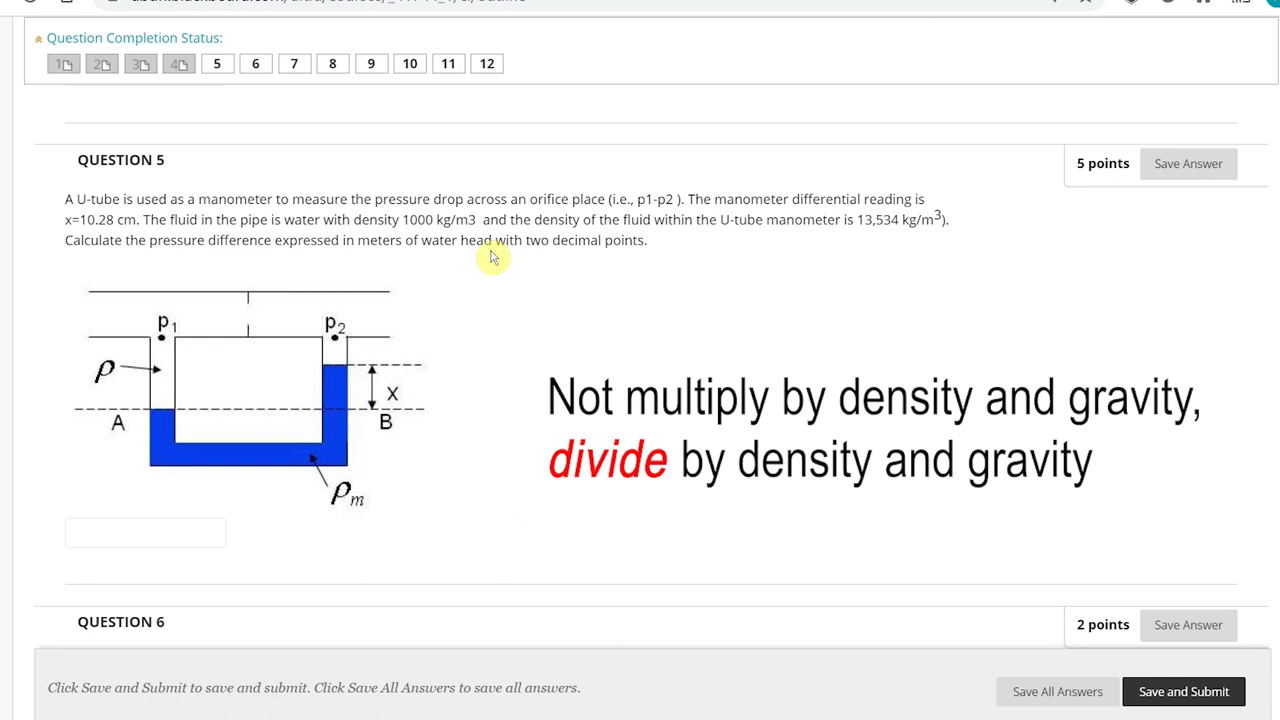 Question Completion Status:
1 2 3 4 5 6 7 8 9 10 11 12
QUESTION 5
5 points
Save Answer
A U-tube is used as a manometer to measure the pressure drop across an orifice place (i.e., p1-p2 ). The manometer differential reading is
x=10.28 cm. The fluid in the pipe is water with density 1000 kg/m3 and the density of the fluid within the U-tube manometer is 13,534 kg/m3).
Calculate the pressure difference expressed in meters of water head with two decimal points.
p1 p2
ρ
X
A B
ρm
Not multiply by density and gravity,
divide by density and gravity
QUESTION 6
2 points
Save Answer
Click Save and Submit to save and submit. Click Save All Answers to save all answers.
Save All Answers
Save and Submit